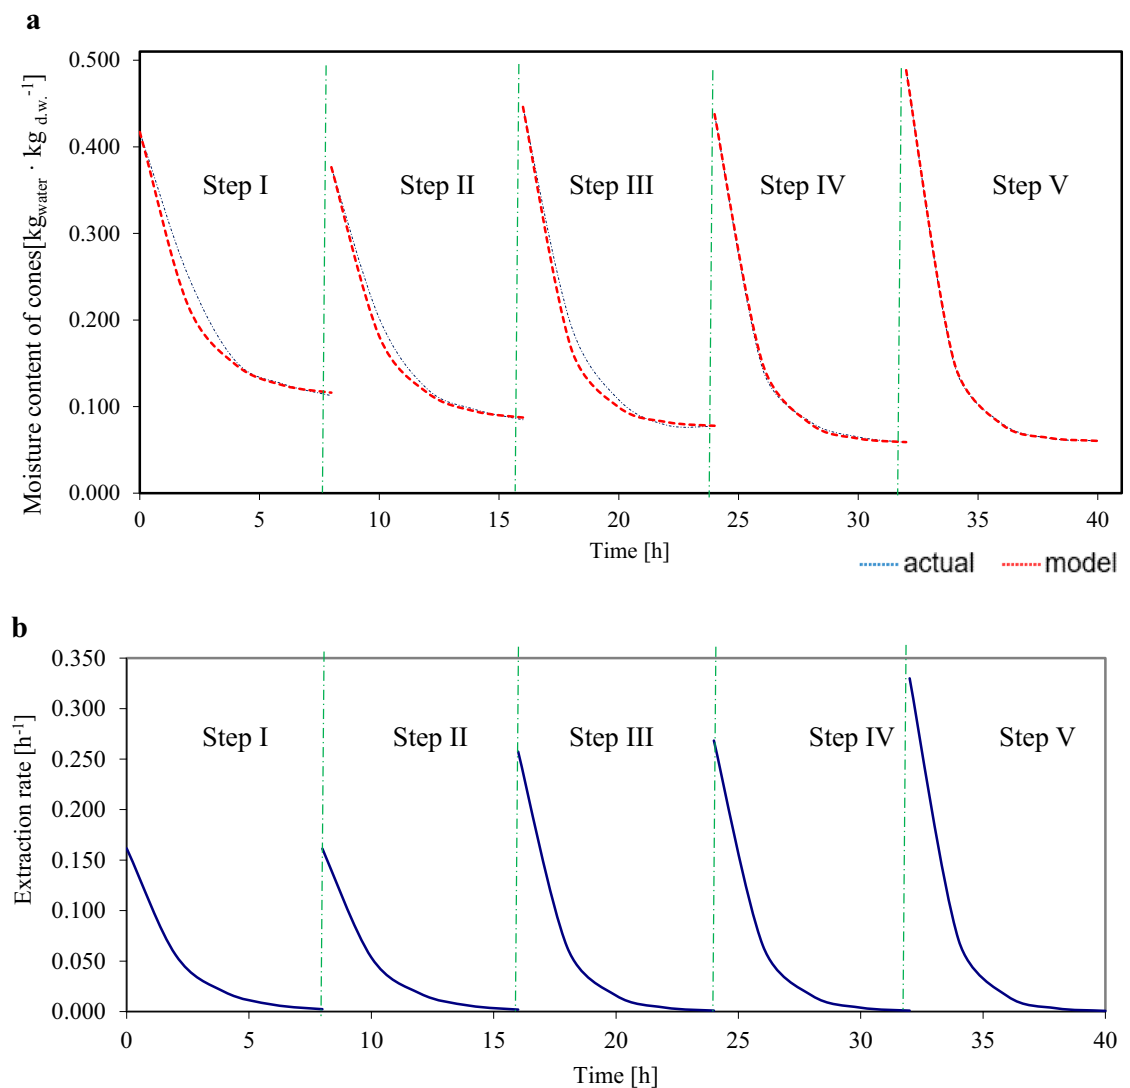 a
Moisture content of cones[kg water · kg d.w. -1]
0.500
0.400
0.300
0.200
0.100
0.000
Step I
Step II
Step III
Step IV
Step V
0 5 10 15 20 25 30 35 40
Time [h]
actual model
b
Extraction rate [h-1]
0.350
0.300
0.250
0.200
0.150
0.100
0.050
0.000
Step I
Step II
Step III
Step IV
Step V
0 5 10 15 20 25 30 35 40
Time [h]